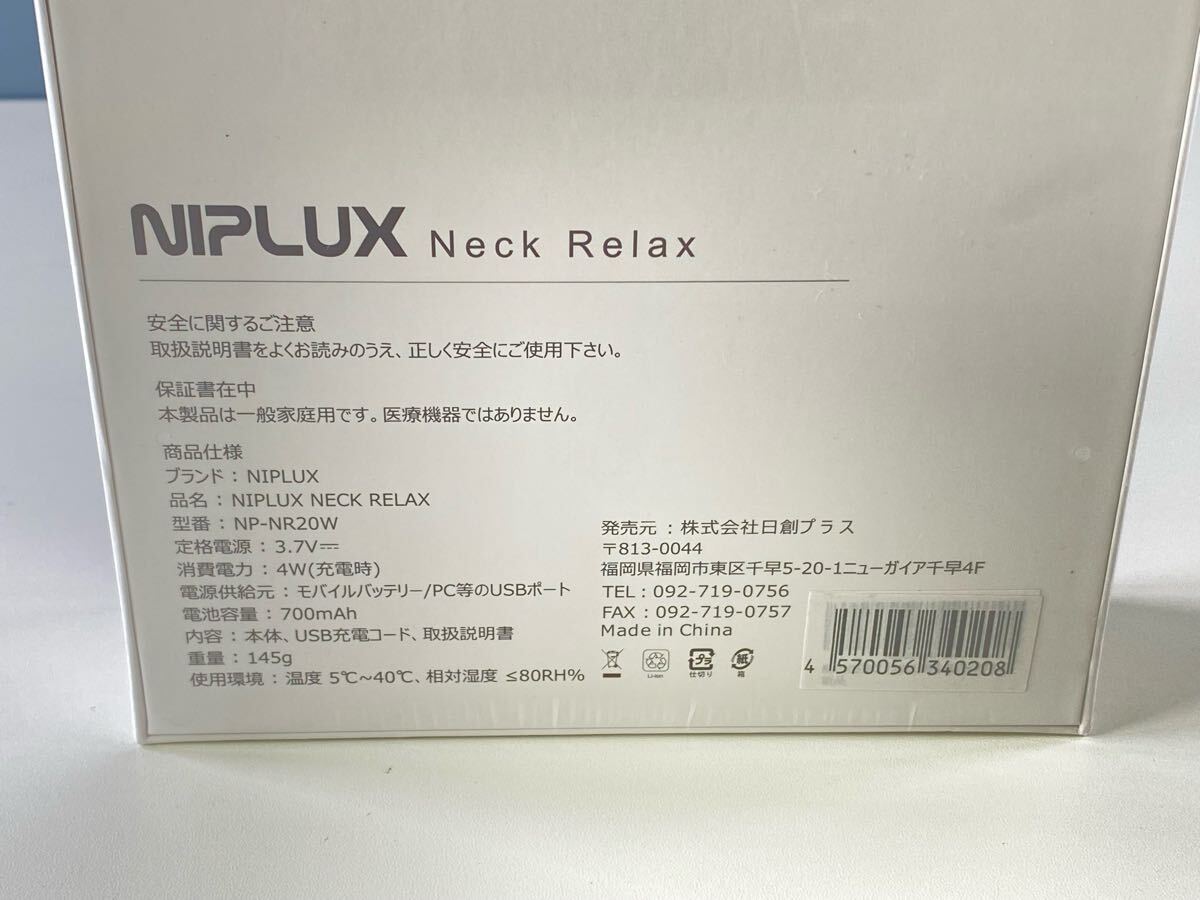 NIPLUX Neck Relax
安全に関するご注意
取扱説明書をよくお読みのうえ、正しく安全にご使用下さい。
保証書在中
本製品は一般家庭用です。医療機器ではありません。
商品仕様
ブランド：NIPLUX
品名：NIPLUX NECK RELAX
型番：NP-NR20W
定格電源：3.7V⎓
消費電力：4W(充電時)
電源供給元：モバイルバッテリー/PC等のUSBポート
電池容量：700mAh
内容：本体、USB充電コード、取扱説明書
重量：145g
使用環境：温度 5℃~40℃、相対湿度 ≤80RH%
発売元：株式会社日創プラス
〒813-0044
福岡県福岡市東区千早5-20-1ニューガイア千早4F
TEL：092-719-0756
FAX：092-719-0757
Made in China
Li-ion
プラ
仕切り
紙
箱
4 570056 340208